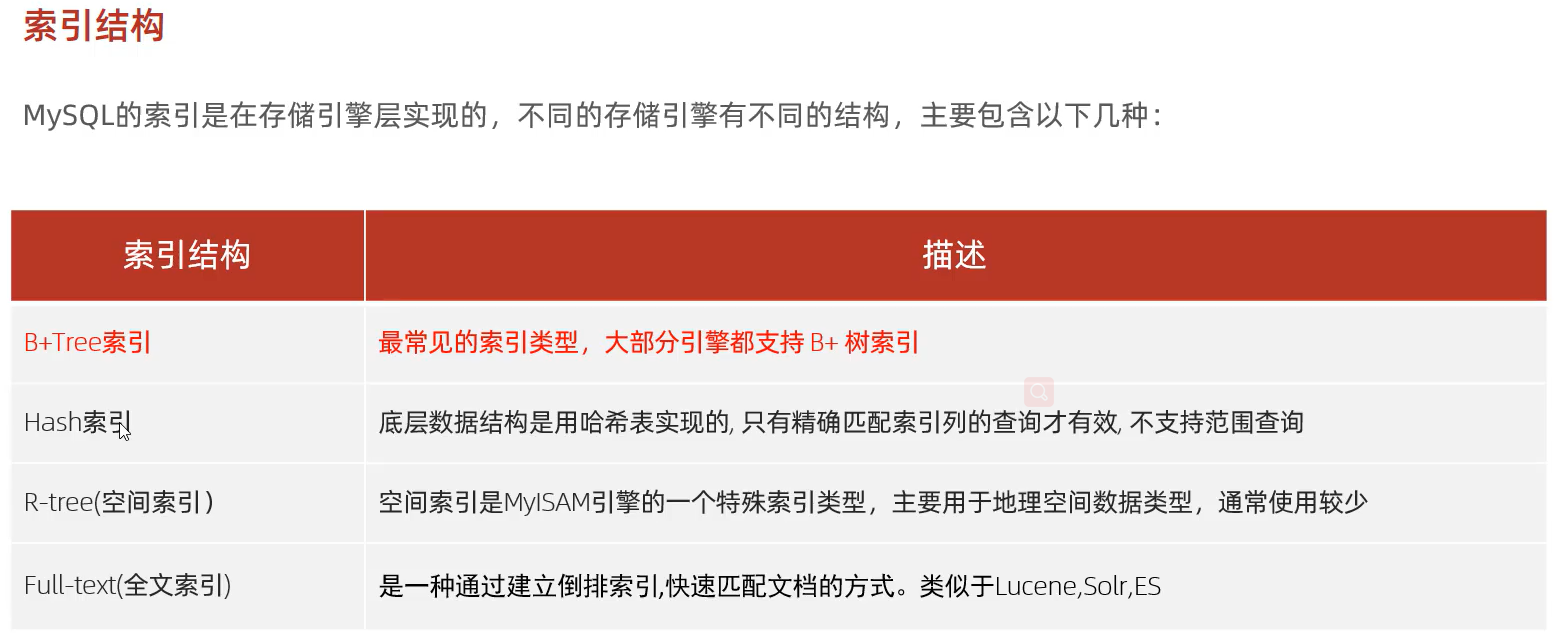 索引结构
MySQL的索引是在存储引擎层实现的，不同的存储引擎有不同的结构，主要包含以下几种：
索引结构 描述
B+Tree索引 最常见的索引类型，大部分引擎都支持 B+ 树索引
Hash索引 底层数据结构是用哈希表实现的, 只有精确匹配索引列的查询才有效, 不支持范围查询
R-tree(空间索引） 空间索引是MyISAM引擎的一个特殊索引类型，主要用于地理空间数据类型，通常使用较少
Full-text(全文索引) 是一种通过建立倒排索引,快速匹配文档的方式。类似于Lucene,Solr,ES